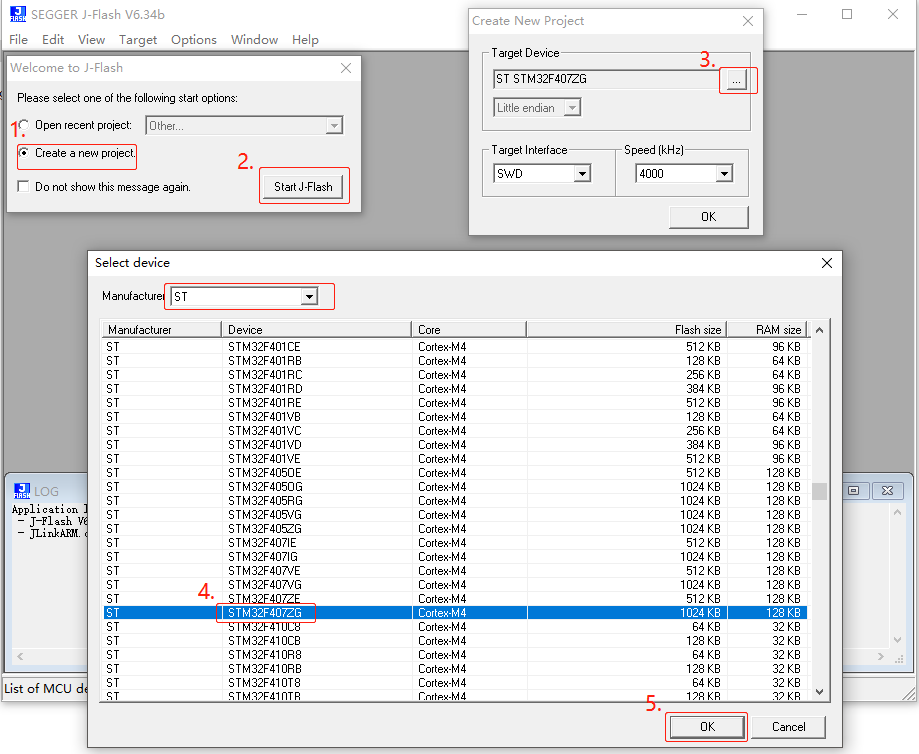 SEGGER J-Flash V6.34b
File Edit View Target Options Window Help
Welcome to J-Flash
Please select one of the following start options:
1.
Open recent project: Other...
Create a new project.
2.
Do not show this message again.
Start J-Flash
Create New Project
Target Device
3.
ST STM32F407ZG ...
Little endian
Target Interface Speed (kHz)
SWD 4000
OK
Select device
Manufacturer ST
Manufacturer Device Core Flash size RAM size
ST STM32F401CE Cortex-M4 512 KB 96 KB
ST STM32F401RB Cortex-M4 128 KB 64 KB
ST STM32F401RC Cortex-M4 256 KB 64 KB
ST STM32F401RD Cortex-M4 384 KB 96 KB
ST STM32F401RE Cortex-M4 512 KB 96 KB
ST STM32F401VB Cortex-M4 128 KB 64 KB
ST STM32F401VC Cortex-M4 256 KB 64 KB
ST STM32F401VD Cortex-M4 384 KB 96 KB
ST STM32F401VE Cortex-M4 512 KB 96 KB
ST STM32F405OE Cortex-M4 512 KB 128 KB
ST STM32F405OG Cortex-M4 1024 KB 128 KB
ST STM32F405RG Cortex-M4 1024 KB 128 KB
ST STM32F405VG Cortex-M4 1024 KB 128 KB
ST STM32F405ZG Cortex-M4 1024 KB 128 KB
ST STM32F407IE Cortex-M4 512 KB 128 KB
ST STM32F407IG Cortex-M4 1024 KB 128 KB
ST STM32F407VE Cortex-M4 512 KB 128 KB
ST STM32F407VG Cortex-M4 1024 KB 128 KB
4.
ST STM32F407ZE Cortex-M4 512 KB 128 KB
ST STM32F407ZG Cortex-M4 1024 KB 128 KB
ST STM32F410C8 Cortex-M4 64 KB 32 KB
ST STM32F410CB Cortex-M4 128 KB 32 KB
ST STM32F410R8 Cortex-M4 64 KB 32 KB
ST STM32F410RB Cortex-M4 128 KB 32 KB
ST STM32F410T8 Cortex-M4 64 KB 32 KB
ST STM32F410TB Cortex-M4 128 KB 32 KB
5.
OK Cancel
LOG
Application
- J-Flash V6
- JLinkARM.
List of MCU de